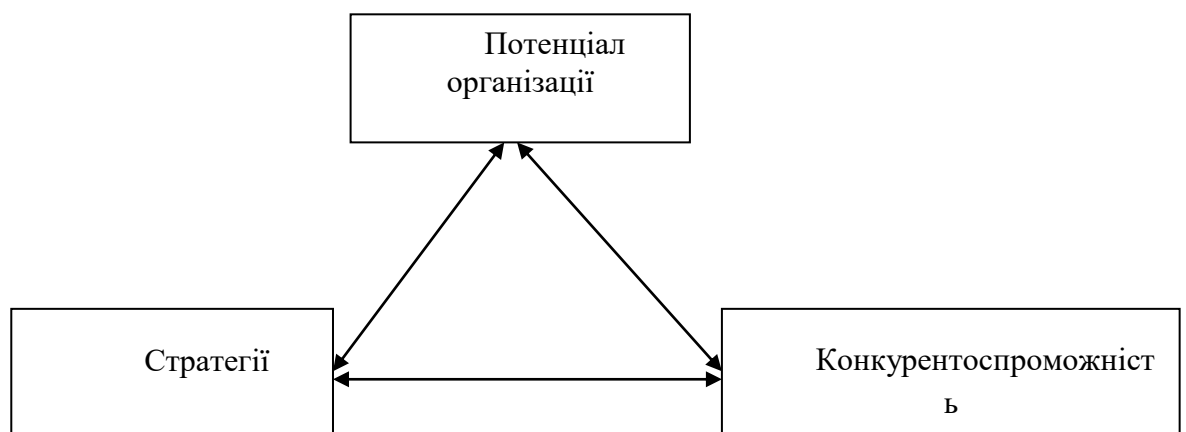 Потенціал
організації
Стратегії
Конкурентоспроможніст
ь